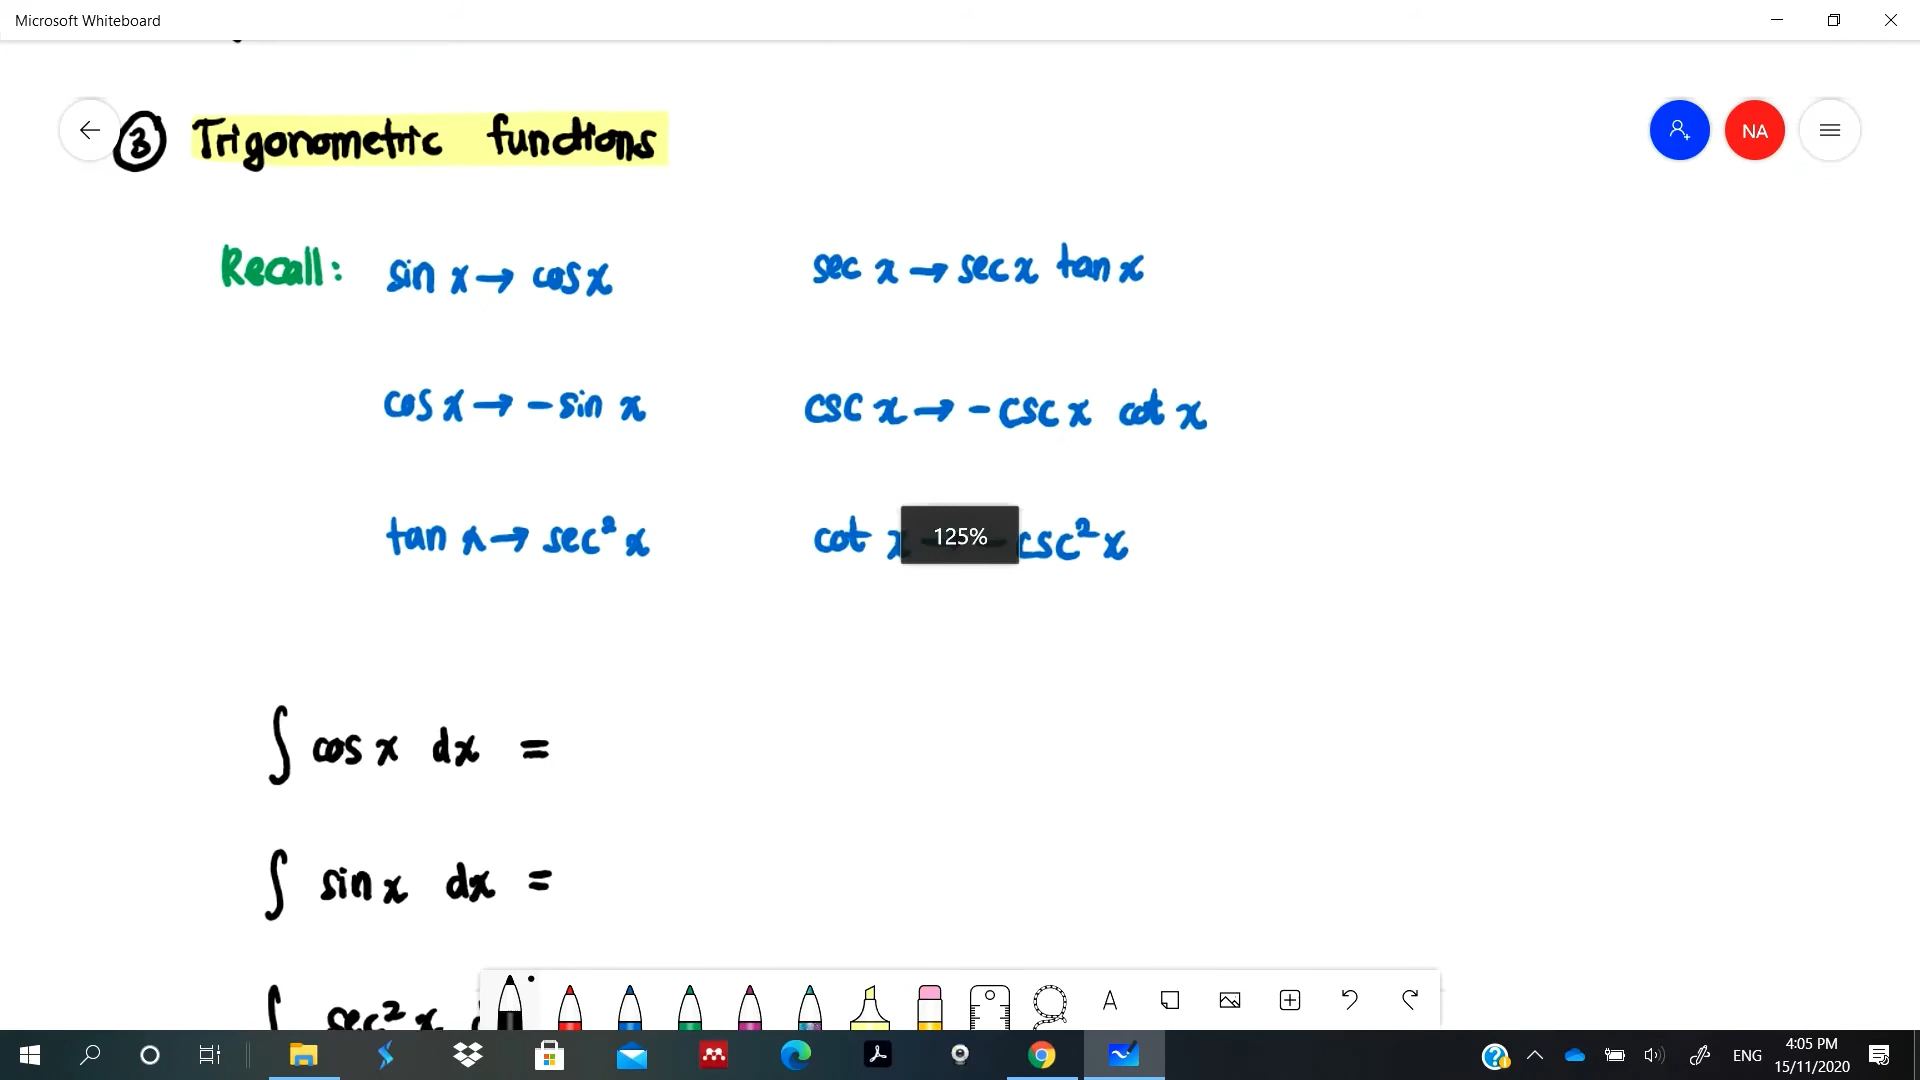 Microsoft Whiteboard
③ Trigonometric functions
NA
Recall: sin x → cos x
sec x → sec x tan x
cos x → - sin x
csc x → - csc x cot x
tan x → sec² x
cot x
125%
csc² x
∫ cos x dx =
∫ sin x dx =
∫ sec² x
A
ENG
4:05 PM
15/11/2020